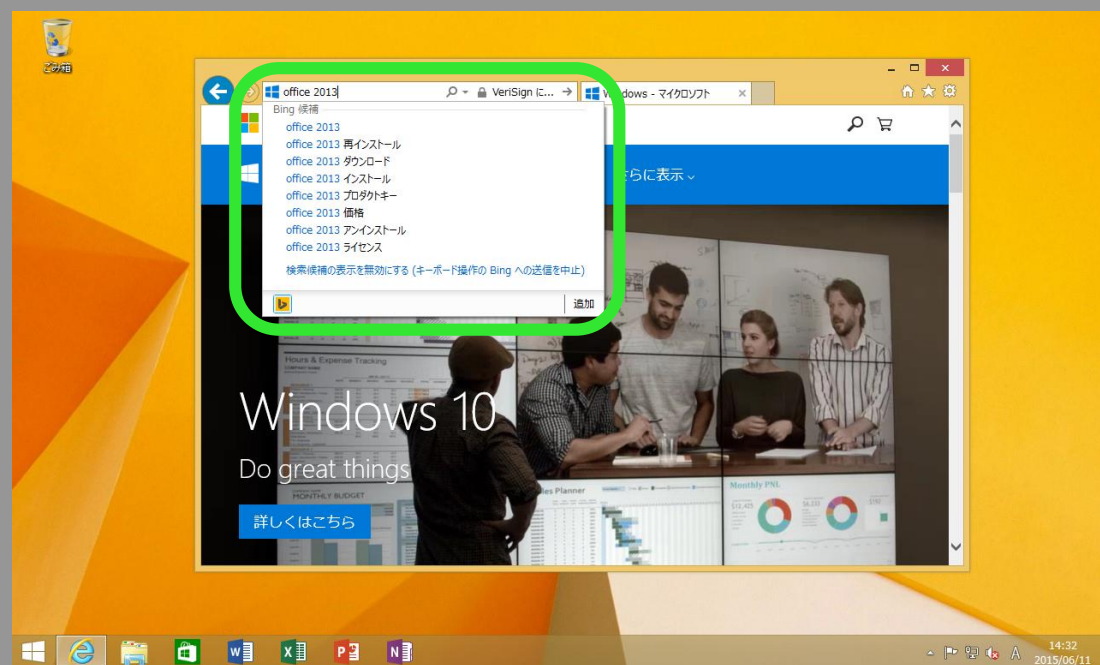 ごみ箱
office 2013
VeriSign に...
Windows - マイクロソフト
Bing 候補
office 2013
office 2013 再インストール
office 2013 ダウンロード
office 2013 インストール
office 2013 プロダクトキー
office 2013 価格
office 2013 アンインストール
office 2013 ライセンス
検索候補の表示を無効にする (キーボード操作の Bing への送信を中止)
追加
さらに表示
Hours & Expense Tracking
Windows 10
Do great things
MONTHLY BUDGET
Sales Planner
Monthly PNL
詳しくはこちら
A
14:32
2015/06/11